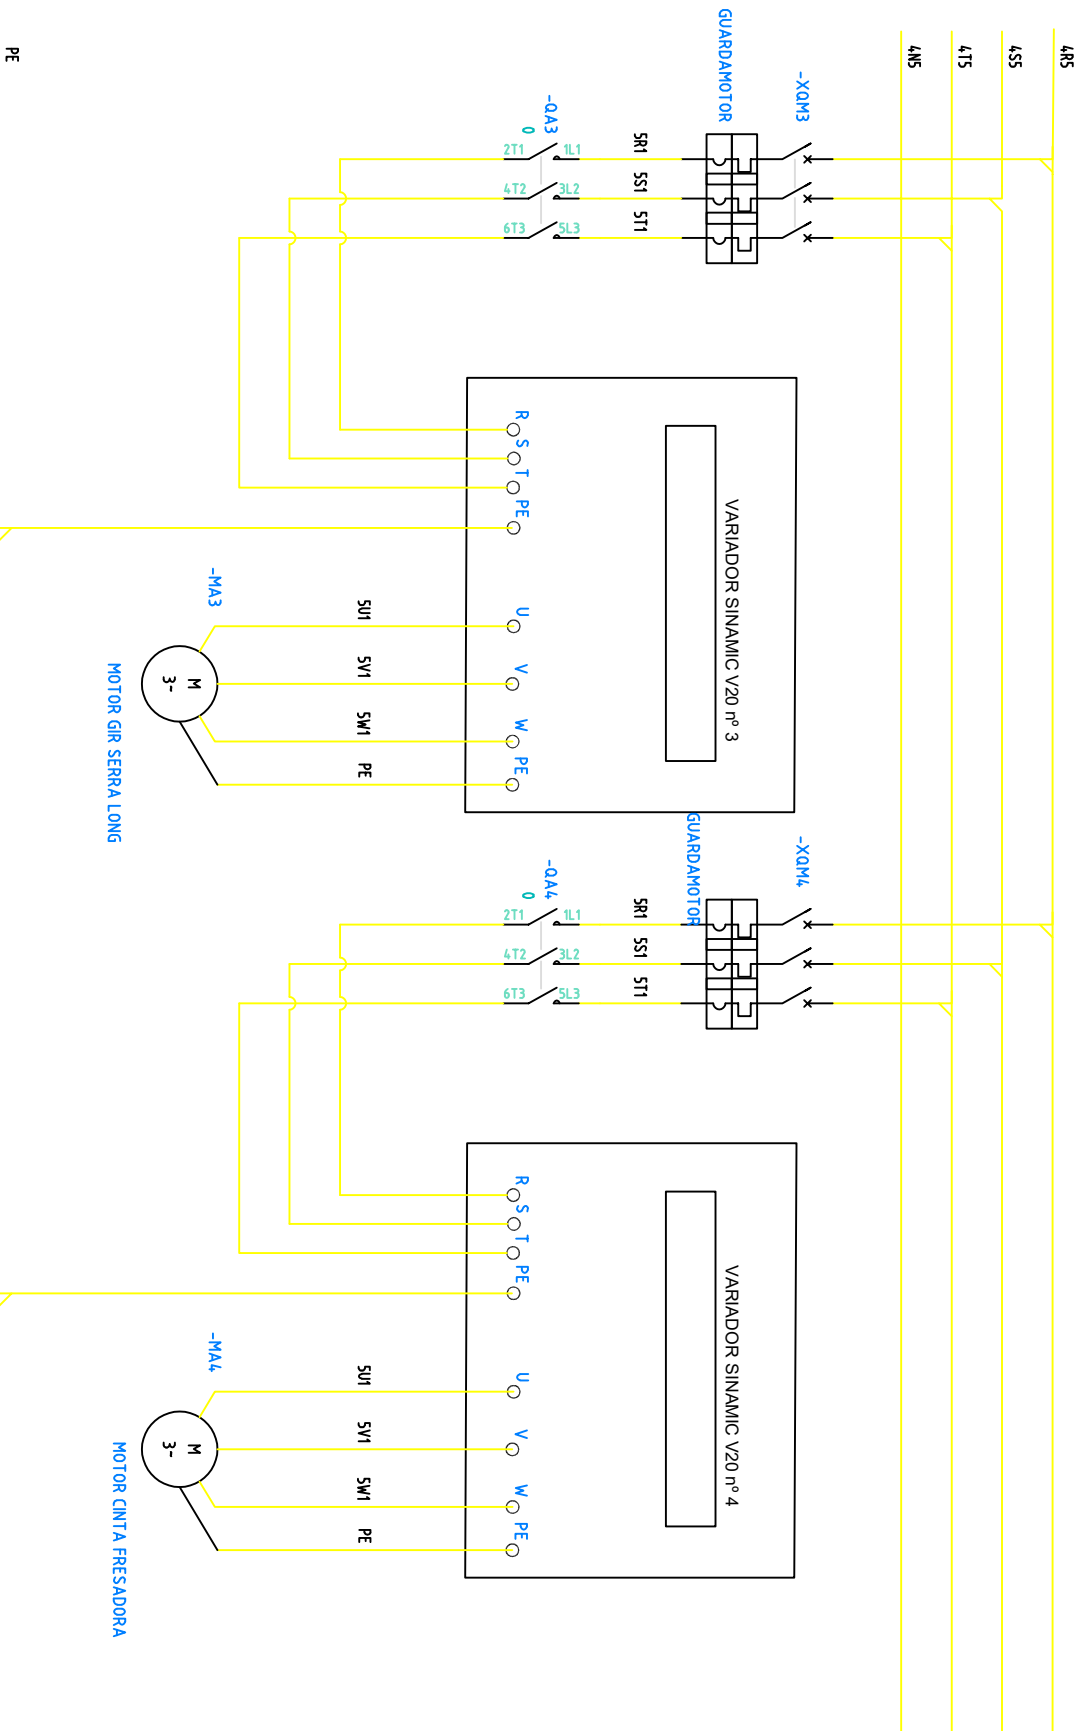 4R5
4S5
4T5
4N5
-XQM3
GUARDAMOTOR
5R1
5S1
5T1
-QA3
0
1L1
3L2
5L3
2T1
4T2
6T3
VARIADOR SINAMIC V20 nº 3
R
S
T
PE
U
V
W
PE
5U1
5V1
5W1
PE
-MA3
M
3-
MOTOR GIR SERRA LONG
-XQM4
GUARDAMOTOR
5R1
5S1
5T1
-QA4
0
1L1
3L2
5L3
2T1
4T2
6T3
VARIADOR SINAMIC V20 nº 4
R
S
T
PE
U
V
W
PE
5U1
5V1
5W1
PE
-MA4
M
3-
MOTOR CINTA FRESADORA
PE